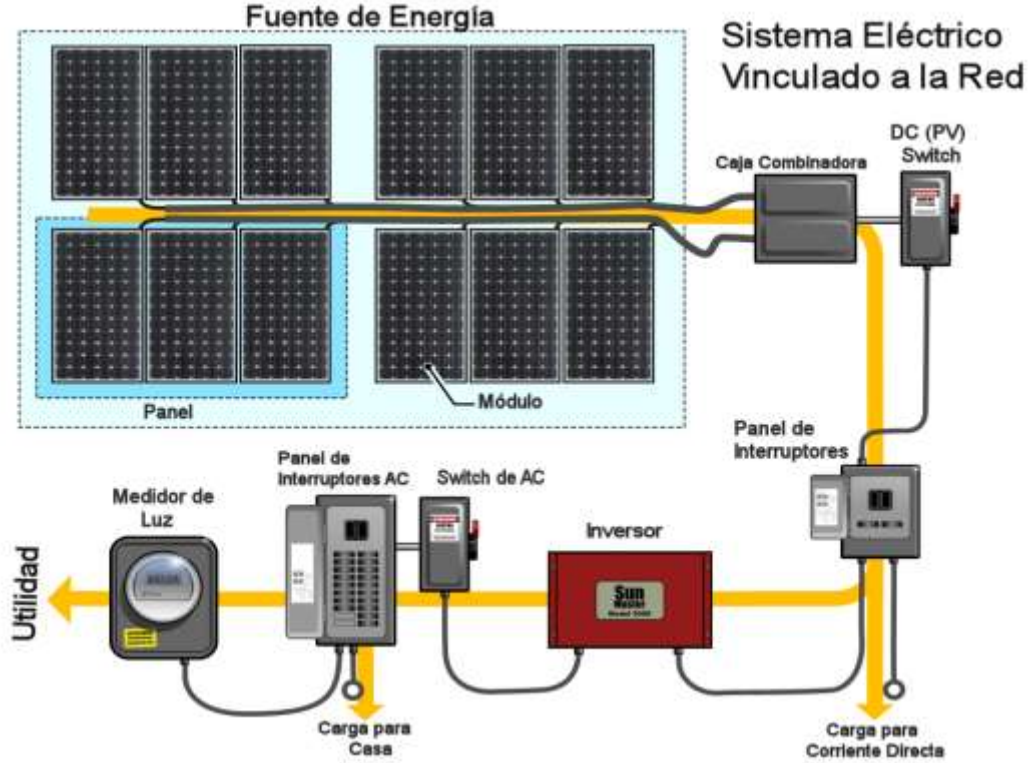 Fuente de Energía
Sistema Eléctrico
Vinculado a la Red
DC (PV)
Switch
Caja Combinadora
Módulo
Panel
Panel de
Interruptores
Panel de
Interruptores AC
Switch de AC
Medidor de
Luz
Inversor
Sun
Utilidad
Carga para
Casa
Carga para
Corriente Directa